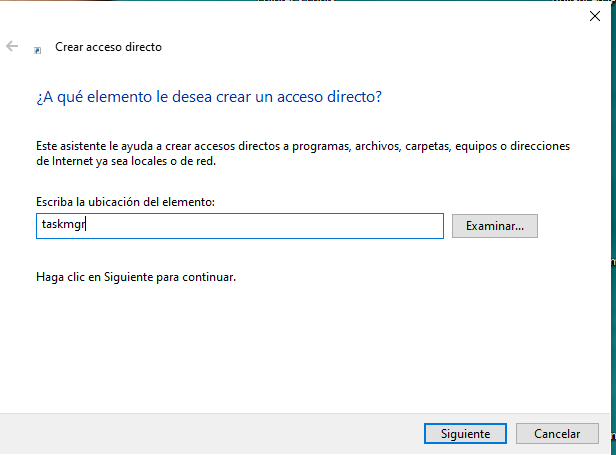 Crear acceso directo
¿A qué elemento le desea crear un acceso directo?
Este asistente le ayuda a crear accesos directos a programas, archivos, carpetas, equipos o direcciones
de Internet ya sea locales o de red.
Escriba la ubicación del elemento:
taskmgr
Examinar...
Haga clic en Siguiente para continuar.
Siguiente
Cancelar